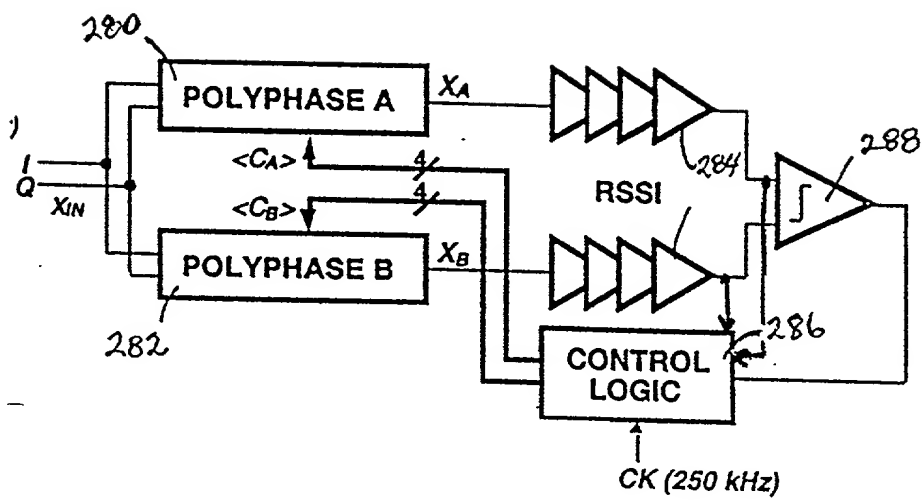 280
POLYPHASE A
XA
)
<CA>
4
I
Q
XIN
<CB>
4
RSSI
284
288
POLYPHASE B
XB
282
286
CONTROL
LOGIC
CK (250 kHz)